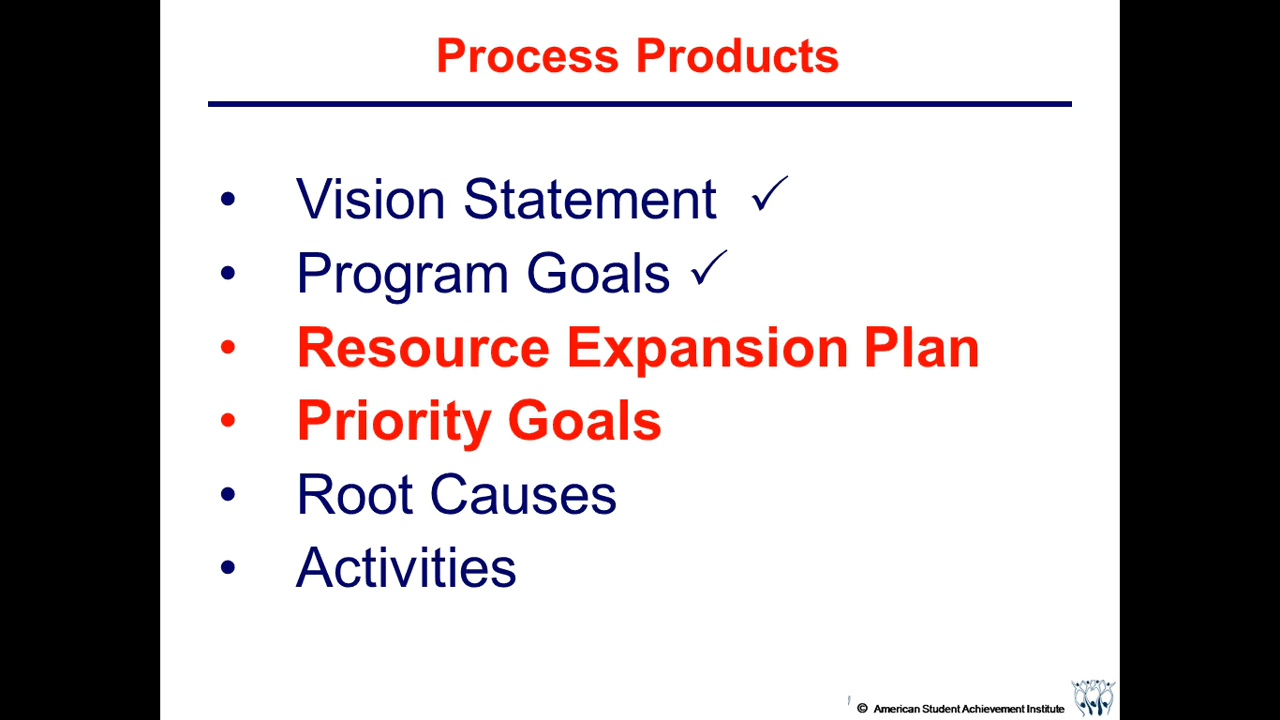 Process Products
• Vision Statement ✓
• Program Goals ✓
• Resource Expansion Plan
• Priority Goals
• Root Causes
• Activities
© American Student Achievement Institute